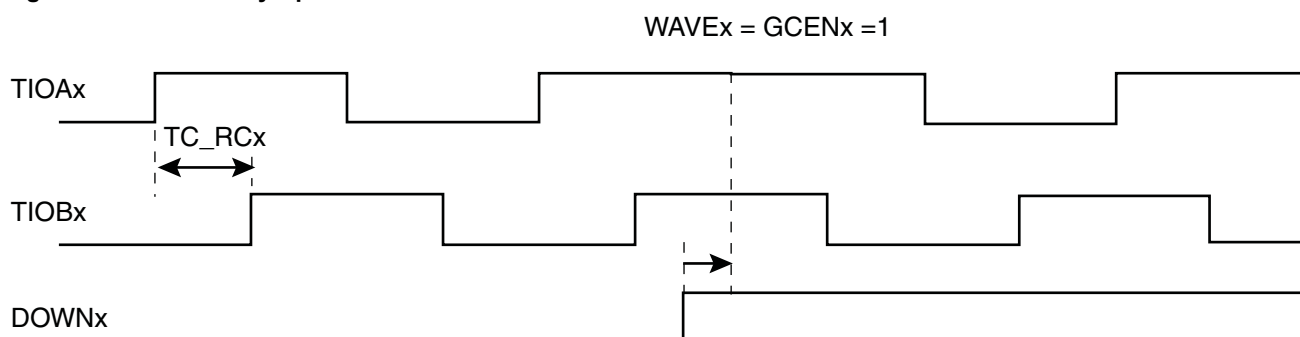 WAVEx = GCENx =1
TIOAx
TC_RCx
TIOBx
DOWNx